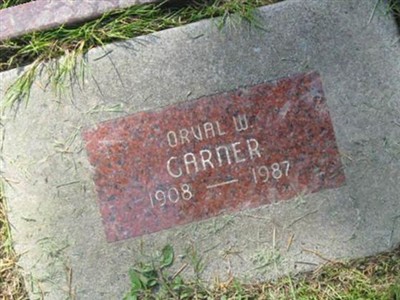 ORVAL W.
GARNER
1908 — 1987